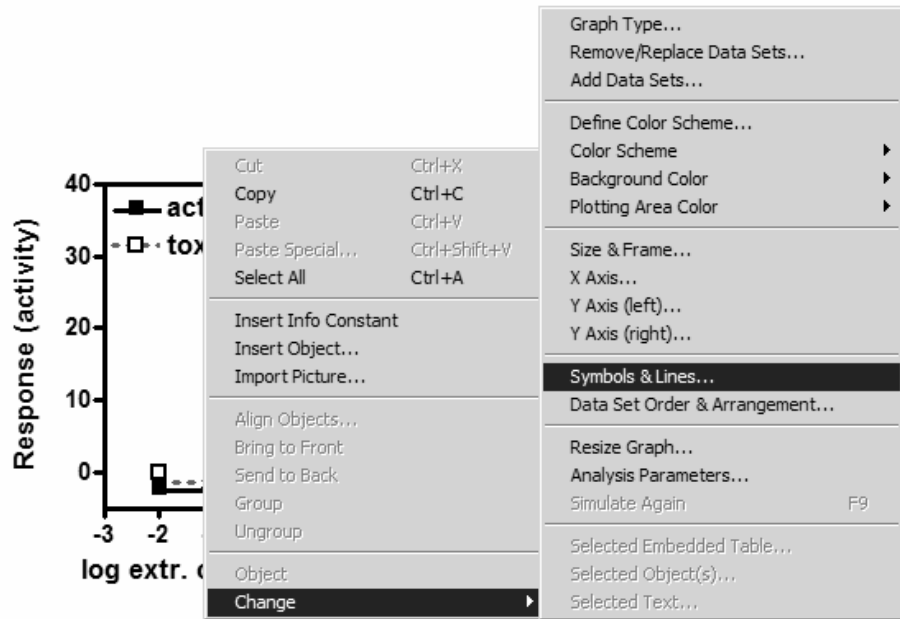 Graph Type...
Remove/Replace Data Sets...
Add Data Sets...
Define Color Scheme...
Color Scheme
Background Color
Plotting Area Color
Size & Frame...
X Axis...
Y Axis (left)...
Y Axis (right)...
Symbols & Lines...
Data Set Order & Arrangement...
Resize Graph...
Analysis Parameters...
Simulate Again F9
Selected Embedded Table...
Selected Object(s)...
Selected Text...
Cut Ctrl+X
Copy Ctrl+C
Paste Ctrl+V
Paste Special... Ctrl+Shift+V
Select All Ctrl+A
Insert Info Constant
Insert Object...
Import Picture...
Align Objects...
Bring to Front
Send to Back
Group
Ungroup
Object
Change
Response (activity)
40
30
20
10
0
act
tox
-3 -2
log extr.